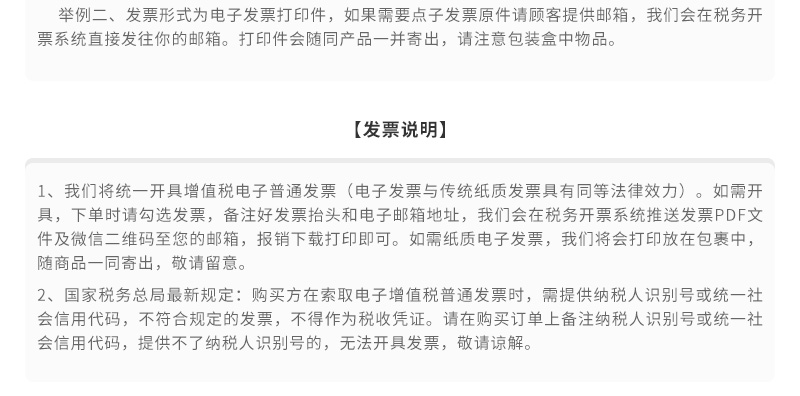 举例二、发票形式为电子发票打印件，如果需要点子发票原件请顾客提供邮箱，我们会在税务开
票系统直接发往你的邮箱。打印件会随同产品一并寄出，请注意包装盒中物品。
【发票说明】
1、我们将统一开具增值税电子普通发票（电子发票与传统纸质发票具有同等法律效力）。如需开
具，下单时请勾选发票，备注好发票抬头和电子邮箱地址，我们会在税务开票系统推送发票PDF文
件及微信二维码至您的邮箱，报销下载打印即可。如需纸质电子发票，我们将会打印放在包裹中，
随商品一同寄出，敬请留意。
2、国家税务总局最新规定：购买方在索取电子增值税普通发票时，需提供纳税人识别号或统一社
会信用代码，不符合规定的发票，不得作为税收凭证。请在购买订单上备注纳税人识别号或统一社
会信用代码，提供不了纳税人识别号的，无法开具发票，敬请谅解。